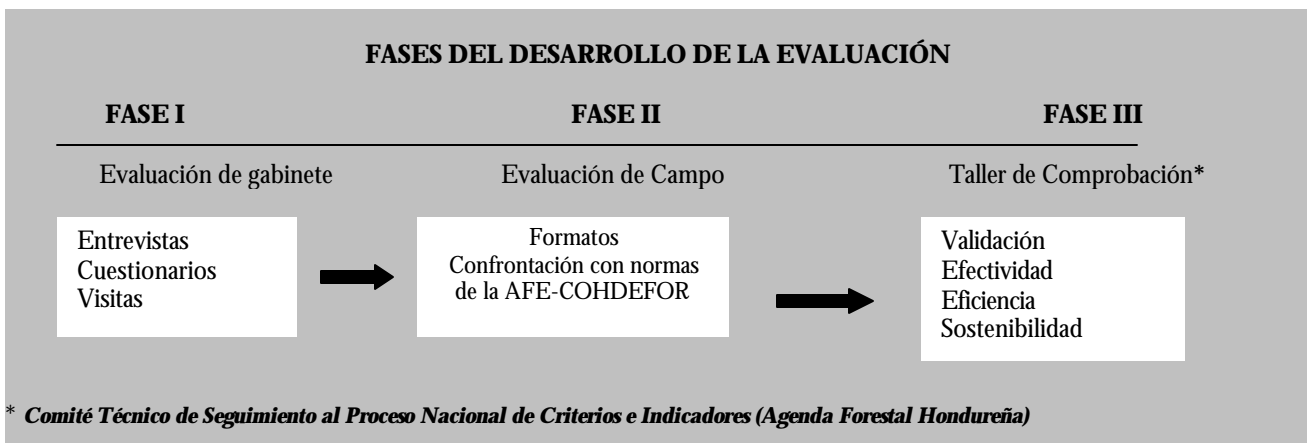 FASES DEL DESARROLLO DE LA EVALUACIÓN
FASE I FASE II FASE III
Evaluación de gabinete Evaluación de Campo Taller de Comprobación*
Entrevistas
Cuestionarios
Visitas
Formatos
Confrontación con normas
de la AFE-COHDEFOR
Validación
Efectividad
Eficiencia
Sostenibilidad
* Comité Técnico de Seguimiento al Proceso Nacional de Criterios e Indicadores (Agenda Forestal Hondureña)